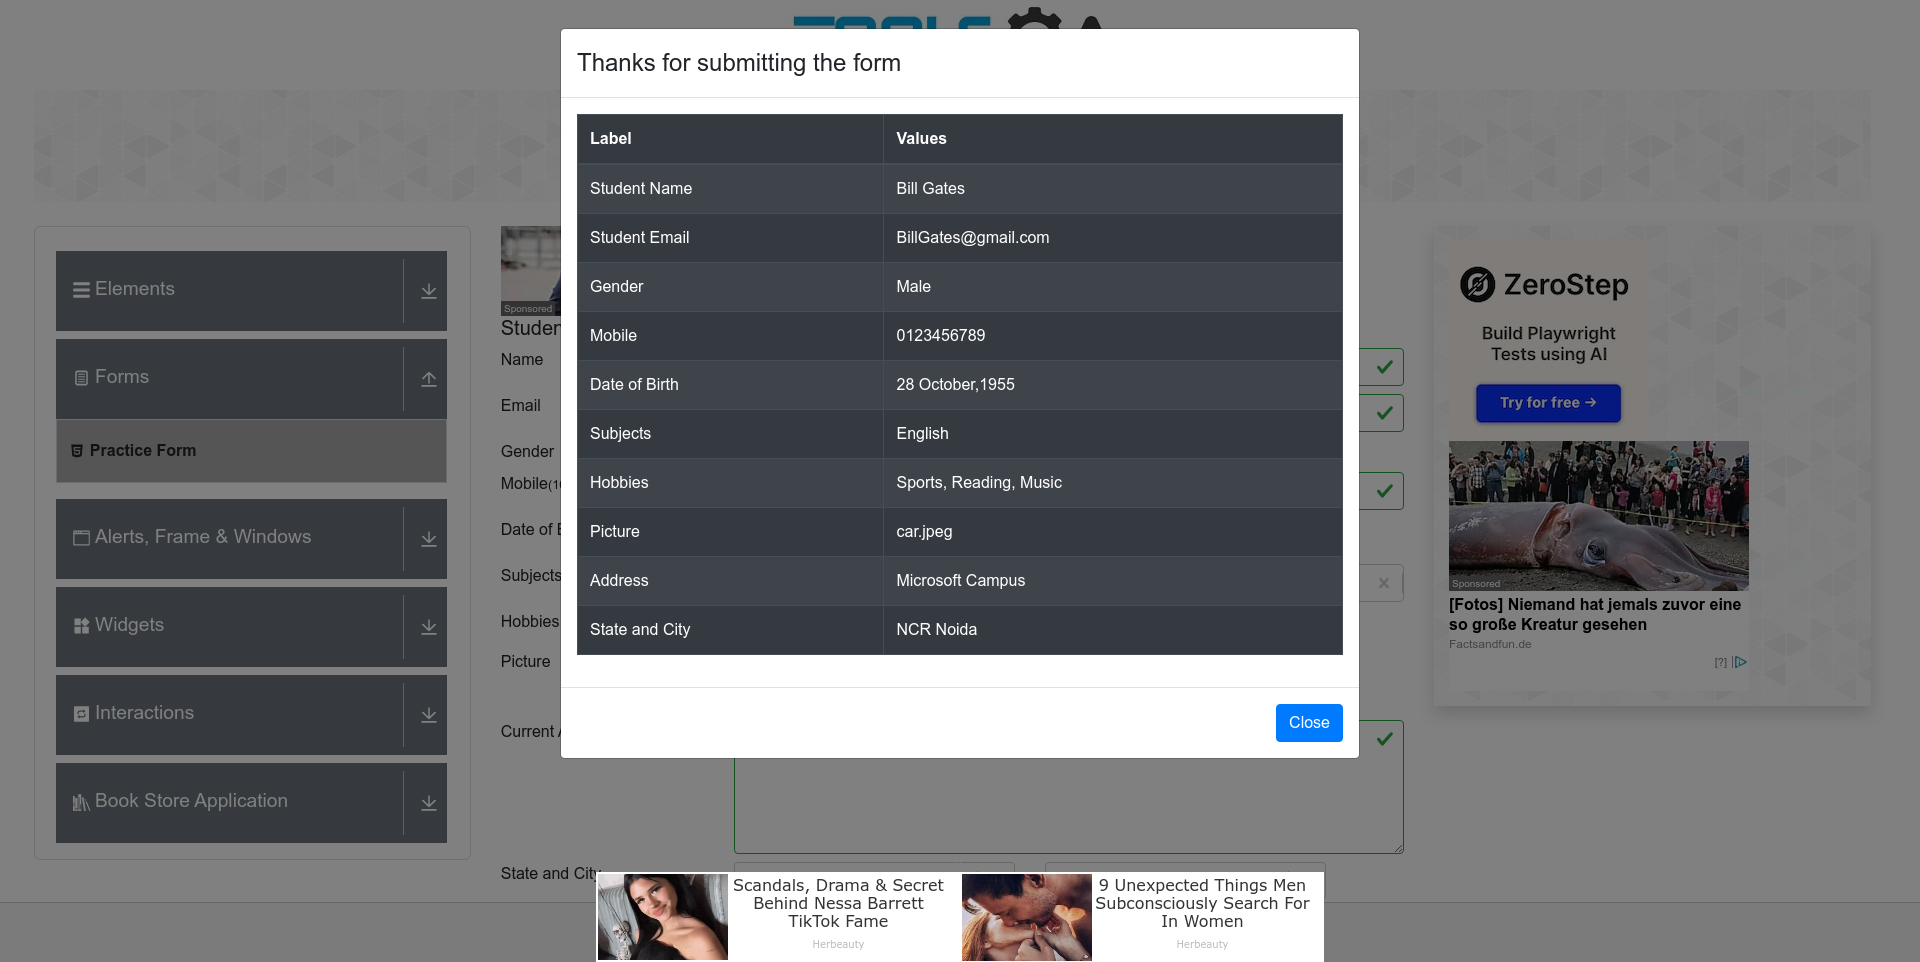 Thanks for submitting the form
Label Values
Student Name Bill Gates
Student Email BillGates@gmail.com
Gender Male
Mobile 0123456789
Date of Birth 28 October,1955
Subjects English
Hobbies Sports, Reading, Music
Picture car.jpeg
Address Microsoft Campus
State and City NCR Noida
Close
Elements
Forms
Practice Form
Alerts, Frame & Windows
Widgets
Interactions
Book Store Application
Sponsored
Name
Email
Gender
Subjects
Hobbies
Picture
Current
State and City
ZeroStep
Build Playwright
Tests using AI
Try for free →
Sponsored
[Fotos] Niemand hat jemals zuvor eine
so große Kreatur gesehen
Factsandfun.de
[?]
Scandals, Drama & Secret
Behind Nessa Barrett
TikTok Fame
Herbeauty
9 Unexpected Things Men
Subconsciously Search For
In Women
Herbeauty